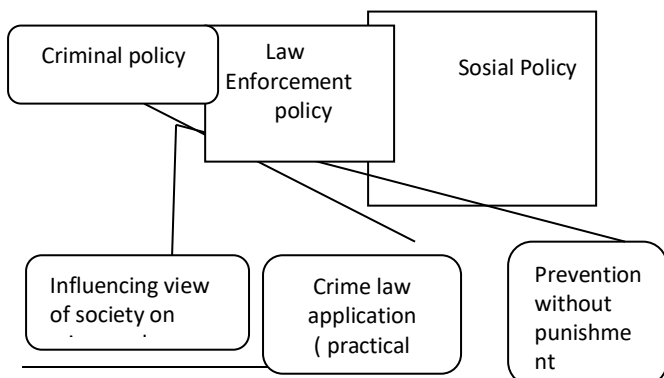 Criminal policy
Law
Enforcement
policy
Sosial Policy
Influencing view
of society on
Crime law
application
( practical
Prevention
without
punishme
nt